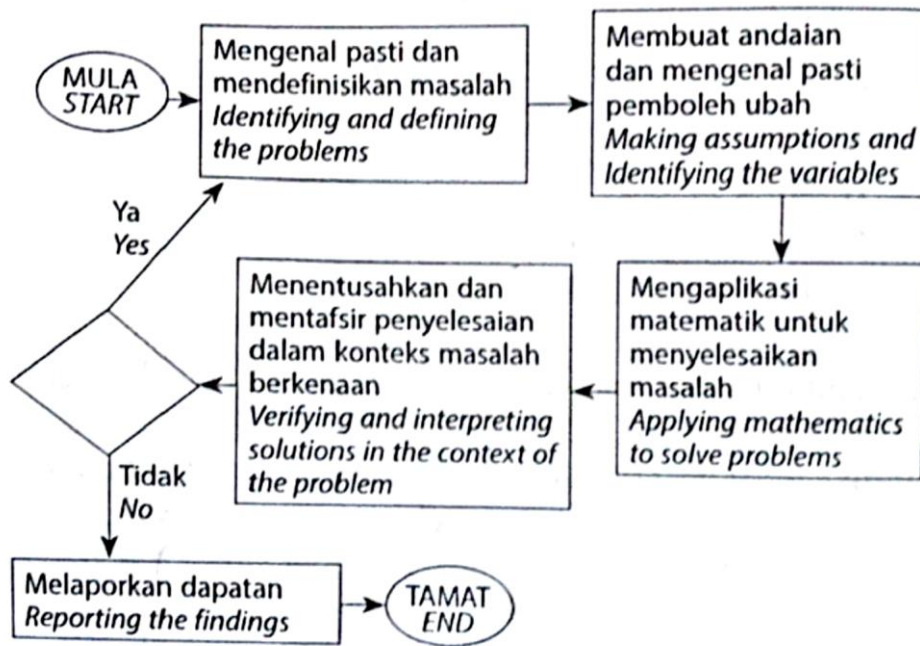 MULA
START
Mengenal pasti dan
mendefinisikan masalah
Identifying and defining
the problems
Membuat andaian
dan mengenal pasti
pemboleh ubah
Making assumptions and
Identifying the variables
Mengaplikasi
matematik untuk
menyelesaikan
masalah
Applying mathematics
to solve problems
Menentusahkan dan
mentafsir penyelesaian
dalam konteks masalah
berkenaan
Verifying and interpreting
solutions in the context of
the problem
Ya
Yes
Tidak
No
Melaporkan dapatan
Reporting the findings
TAMAT
END